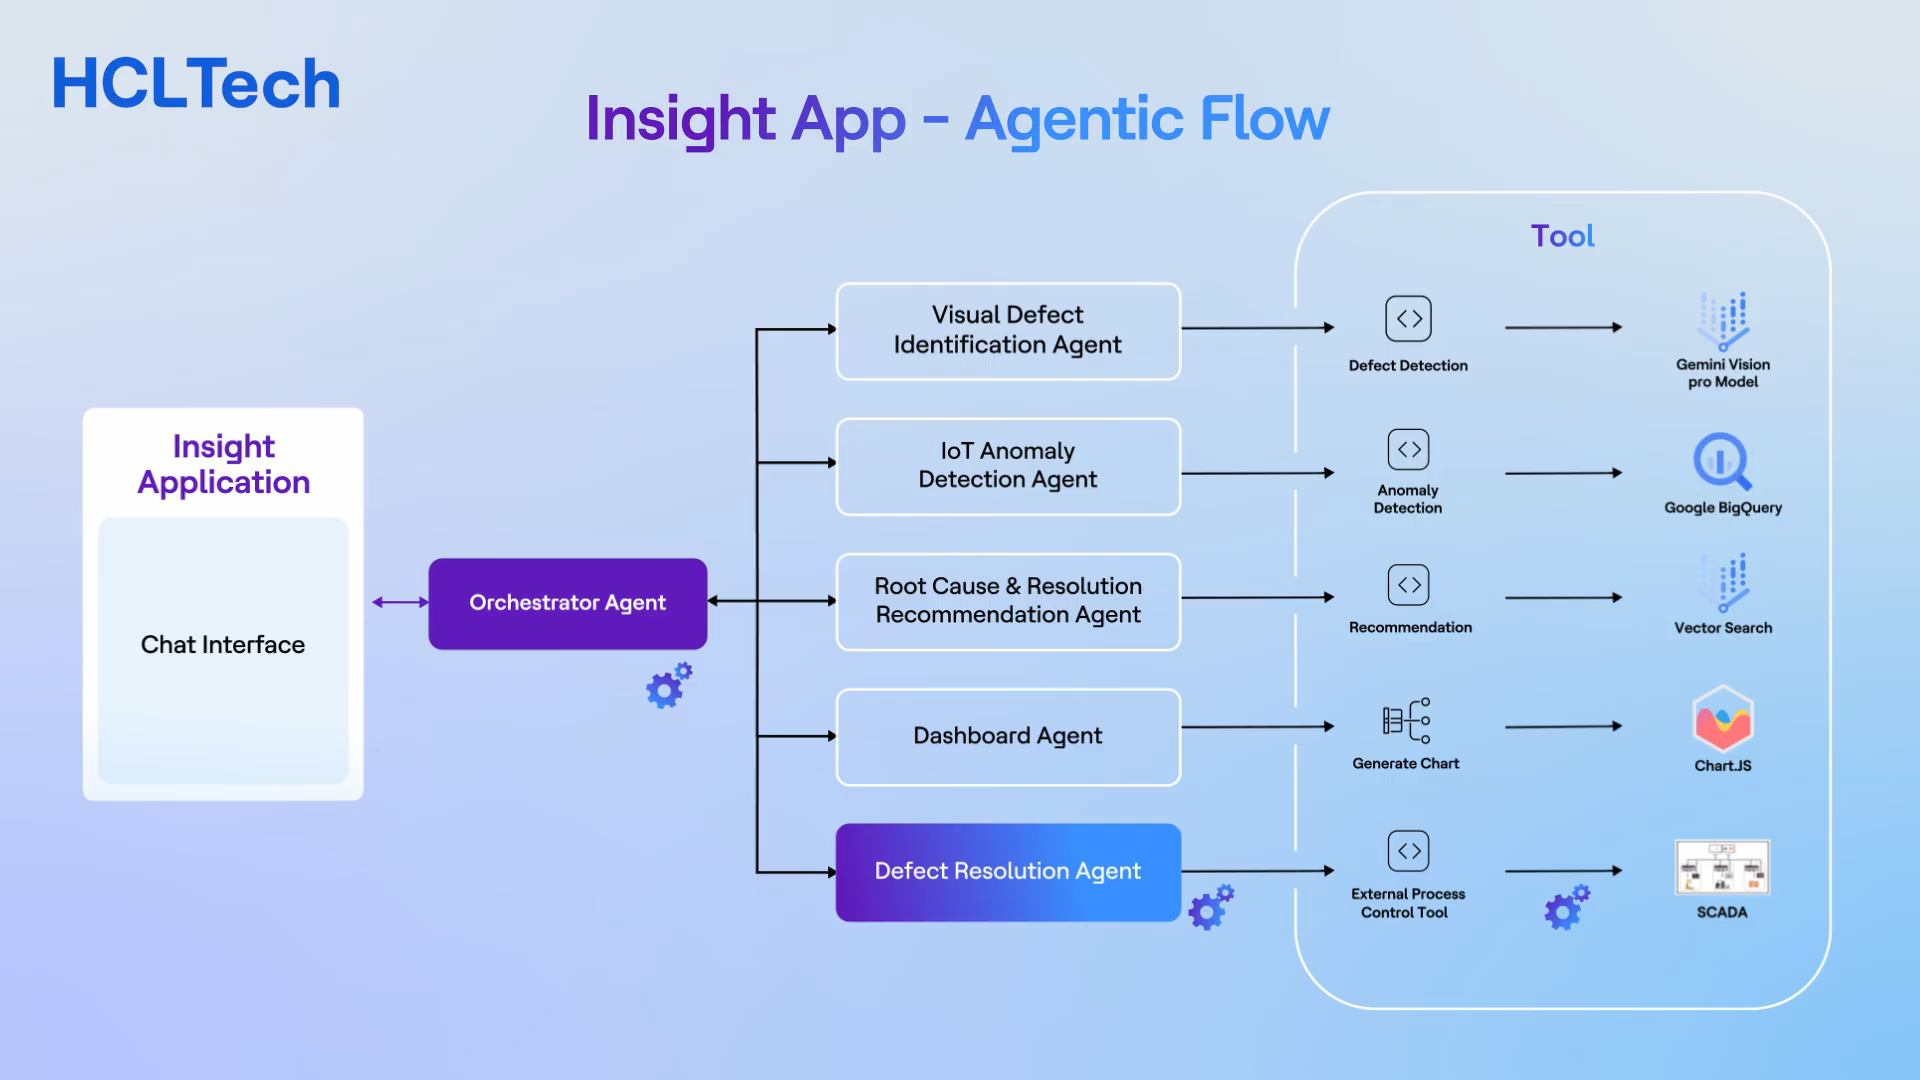 HCLTech
Insight App - Agentic Flow
Tool
Insight
Application
Chat Interface
Orchestrator Agent
Visual Defect
Identification Agent
Defect Detection
Gemini Vision
pro Model
IoT Anomaly
Detection Agent
Anomaly
Detection
Google BigQuery
Root Cause & Resolution
Recommendation Agent
Recommendation
Vector Search
Dashboard Agent
Generate Chart
Chart.JS
Defect Resolution Agent
External Process
Control Tool
SCADA